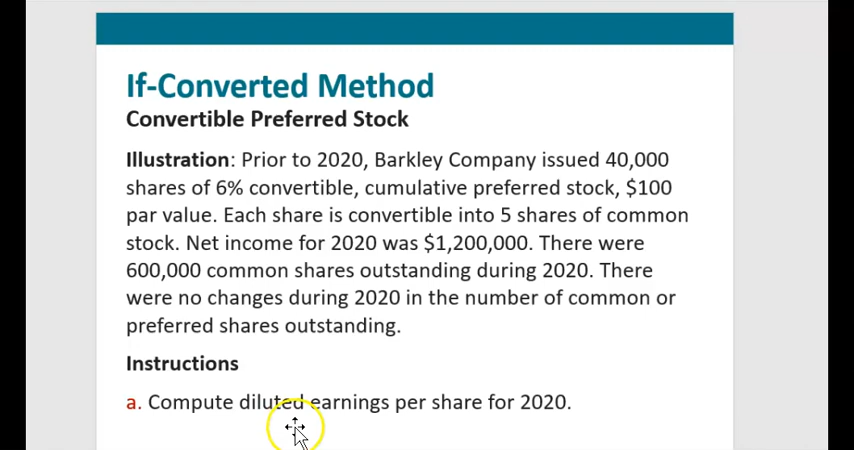 If-Converted Method
Convertible Preferred Stock
Illustration: Prior to 2020, Barkley Company issued 40,000
shares of 6% convertible, cumulative preferred stock, $100
par value. Each share is convertible into 5 shares of common
stock. Net income for 2020 was $1,200,000. There were
600,000 common shares outstanding during 2020. There
were no changes during 2020 in the number of common or
preferred shares outstanding.
Instructions
a. Compute diluted earnings per share for 2020.